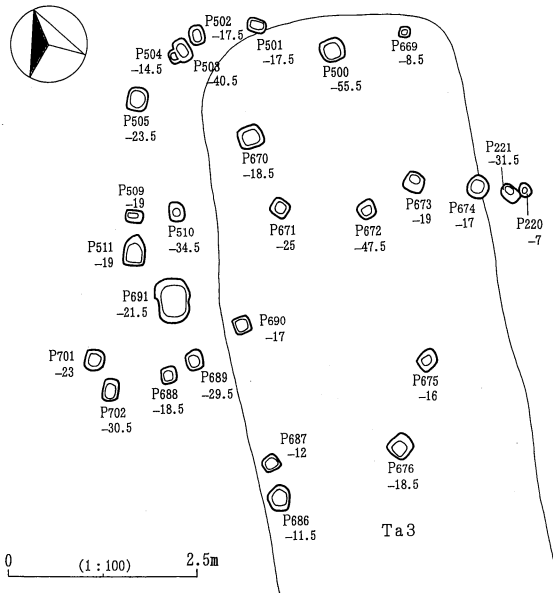 P502
-17.5
P504
-14.5
P503
-40.5
P501
-17.5
P500
-55.5
P669
-8.5
P505
-23.5
P670
-18.5
P221
-31.5
P509
-19
P510
-34.5
P671
-25
P672
-47.5
P673
-19
P674
-17
P220
-7
P511
-19
P691
-21.5
P690
-17
P701
-23
P702
-30.5
P688
-18.5
P689
-29.5
P675
-16
P687
-12
P676
-18.5
P686
-11.5
Ta3
0 (1:100) 2.5m